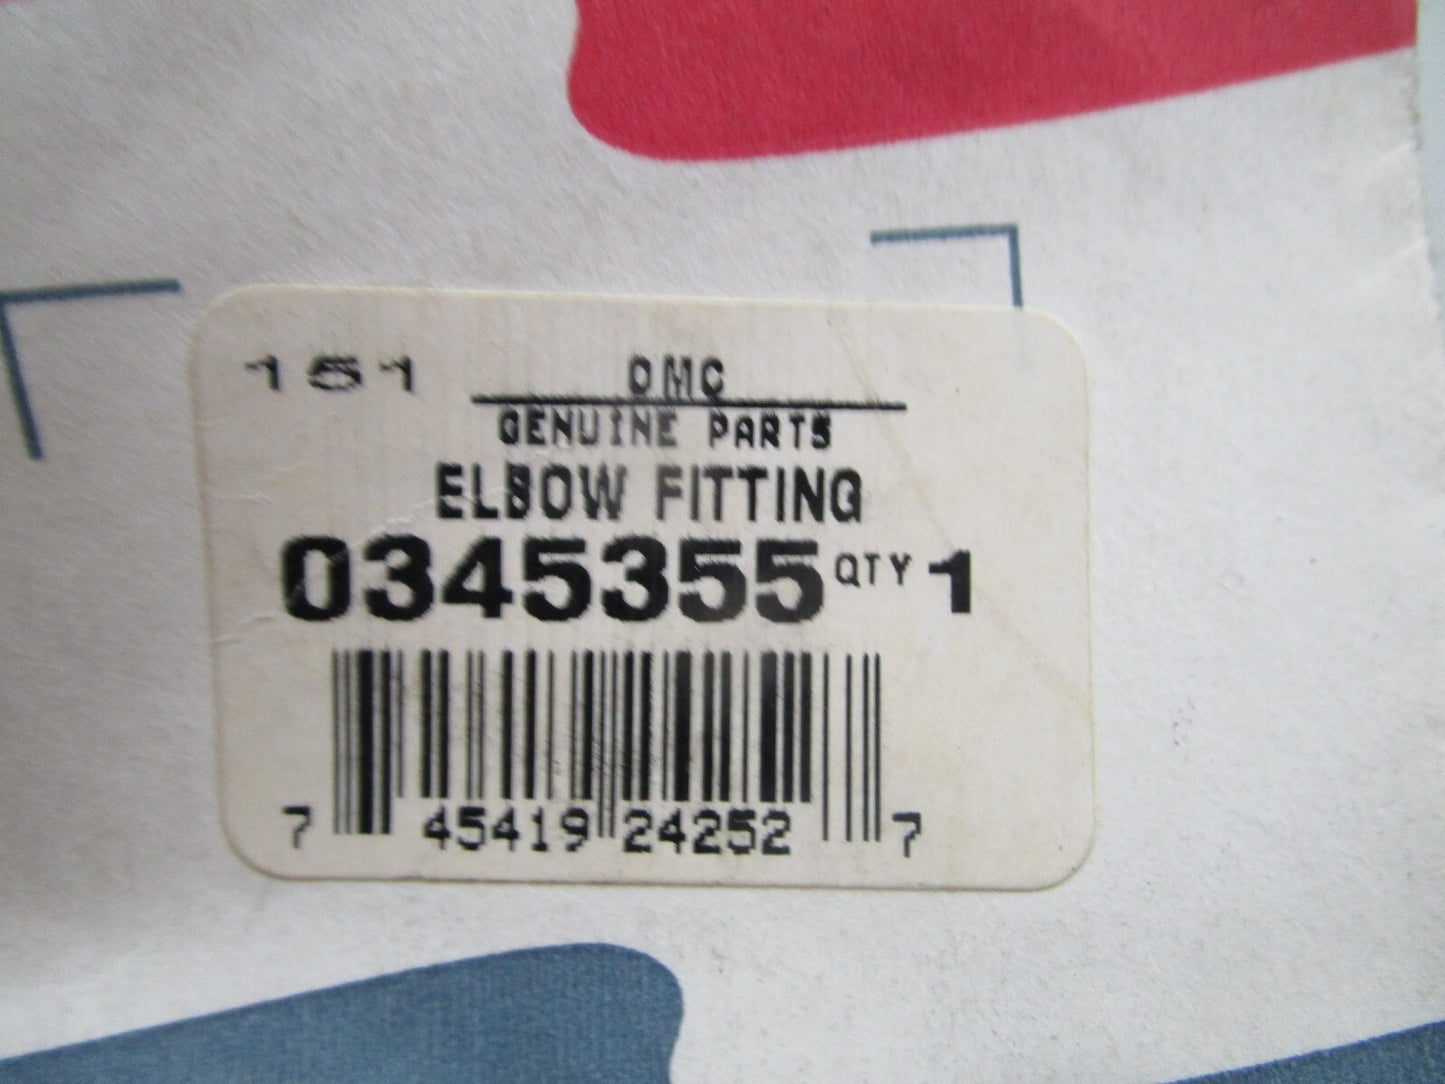 151 OMC
GENUINE PARTS
ELBOW FITTING
0345355 QTY 1
7 45419 24252 7